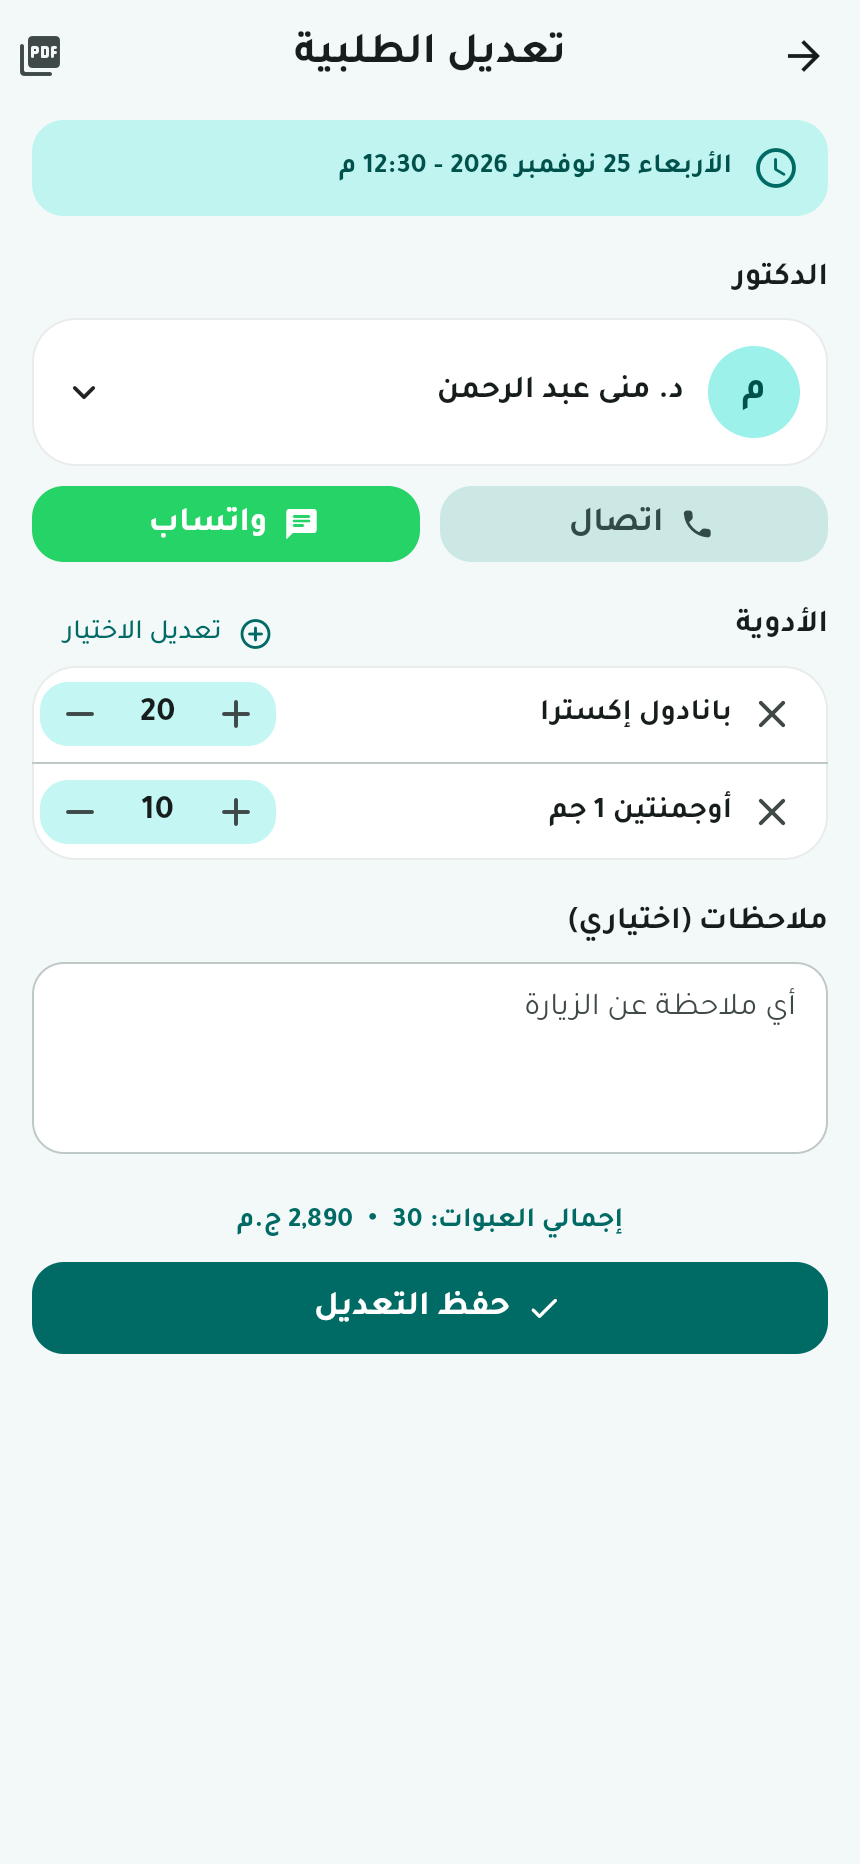 تعديل الطلبية
PDF
الأربعاء 25 نوفمبر 2026 - 12:30 م
الدكتور
م
د. منى عبد الرحمن
اتصال
واتساب
الأدوية
تعديل الاختيار
بانادول إكسترا
20
أوجمنتين 1 جم
10
ملاحظات (اختياري)
أي ملاحظة عن الزيارة
إجمالي العبوات: 30 • 2,890 ج.م
حفظ التعديل